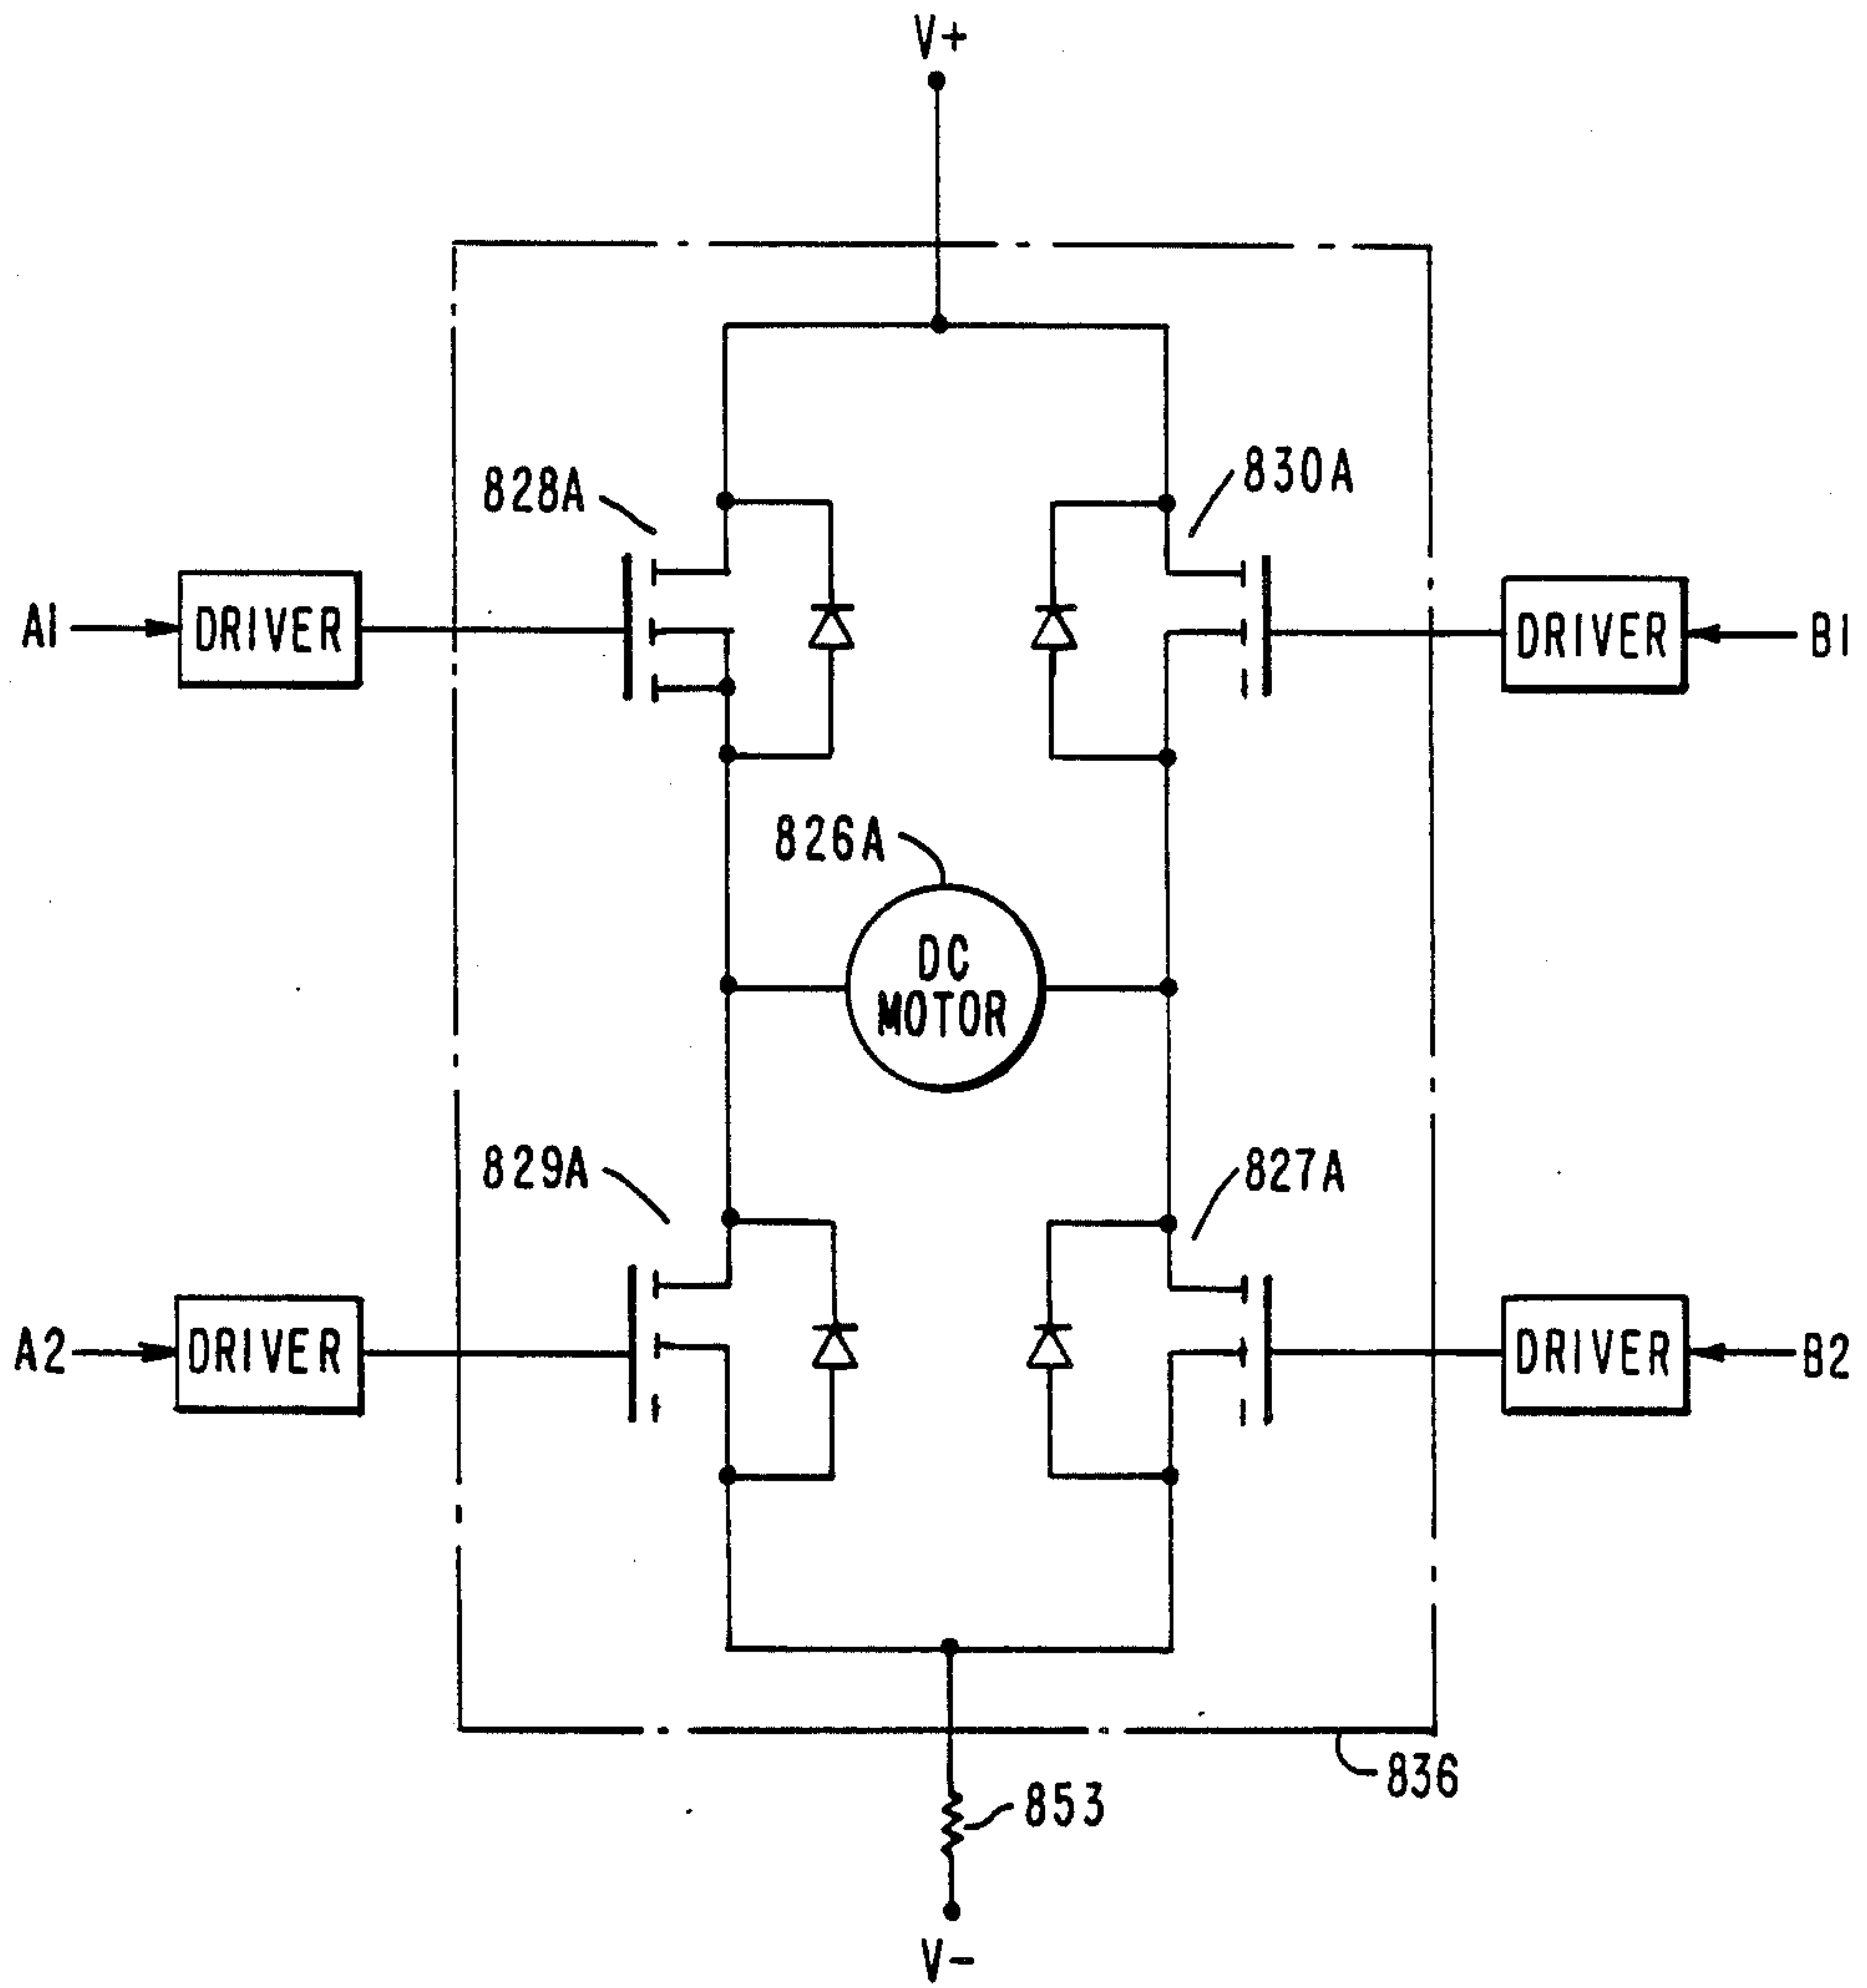 V+
828A
830A
A1
DRIVER
DRIVER
B1
826A
DC
MOTOR
829A
827A
A2
DRIVER
DRIVER
B2
836
853
V-